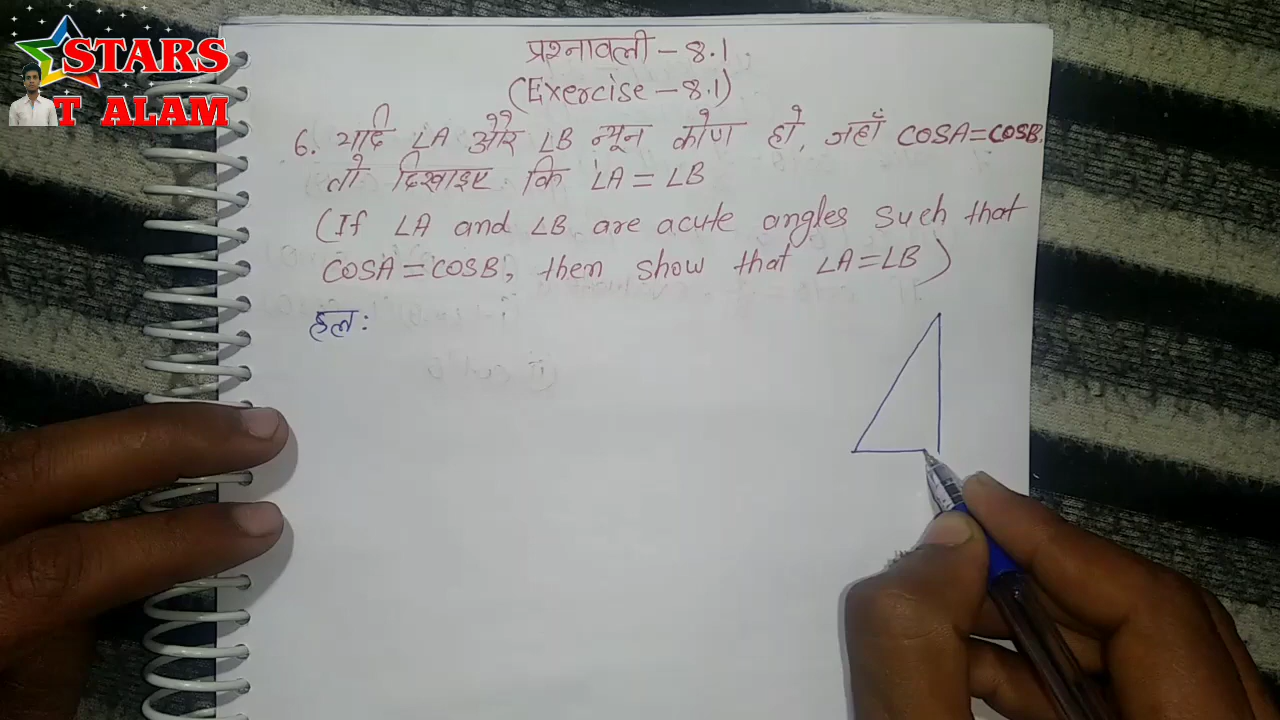 STARS
T ALAM
प्रश्नावली - 8.1
(Exercise - 8.1)
6. यदि ∠A और ∠B न्यून कोण हो, जहाँ COSA = COSB,
तो दिखाइए कि ∠A = ∠B
(If ∠A and ∠B are acute angles such that
COSA = COSB, then show that ∠A = ∠B)
हल: